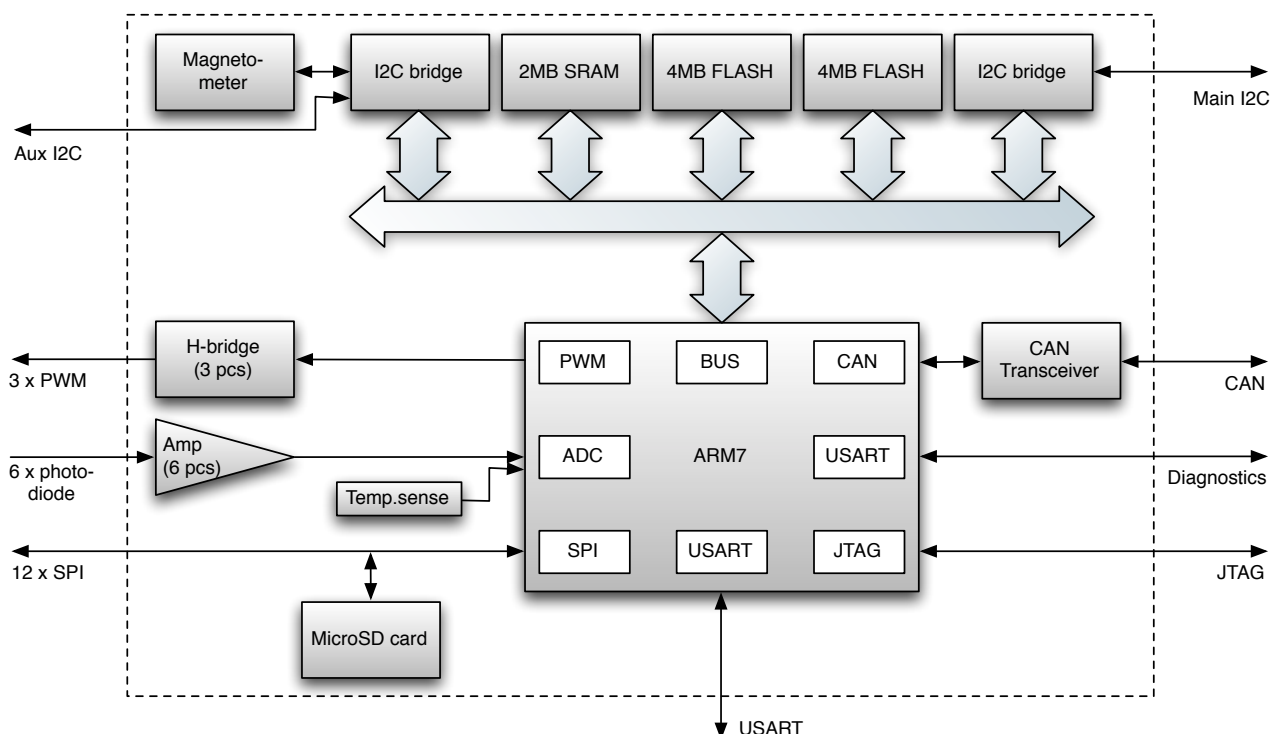 Magneto-
meter
I2C bridge
2MB SRAM
4MB FLASH
4MB FLASH
I2C bridge
Main I2C
Aux I2C
H-bridge
(3 pcs)
3 x PWM
PWM
BUS
CAN
CAN
Transceiver
CAN
Amp
(6 pcs)
6 x photo-
diode
ADC
ARM7
USART
Diagnostics
Temp.sense
12 x SPI
SPI
USART
JTAG
JTAG
MicroSD card
USART